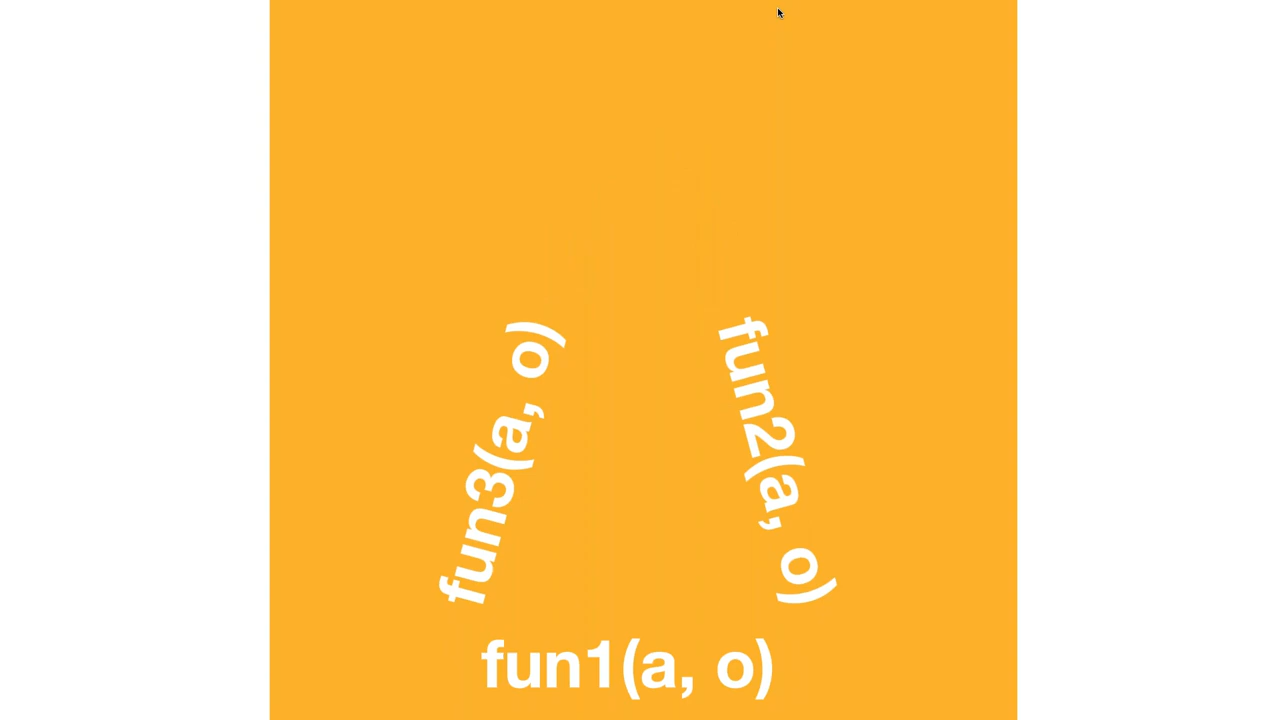 fun3(a, o)
fun2(a, o)
fun1(a, o)